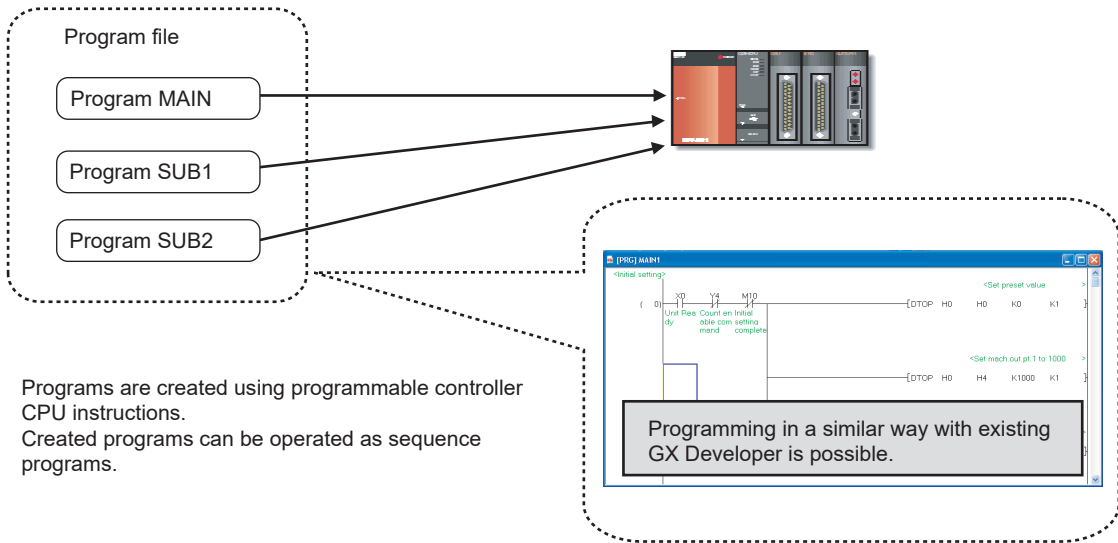 Program file
Program MAIN
Program SUB1
Program SUB2
[PRG] MAIN1
<Initial setting>
<Set preset value >
X0 Y4 M10
( 0) [DTOP H0 H0 K0 K1 ]
Unit Rea Count en Initial
dy able com setting
mand complete
<Set mach.out.pt.1 to 1000 >
[DTOP H0 H4 K1000 K1 ]
Programming in a similar way with existing
GX Developer is possible.
Programs are created using programmable controller
CPU instructions.
Created programs can be operated as sequence
programs.